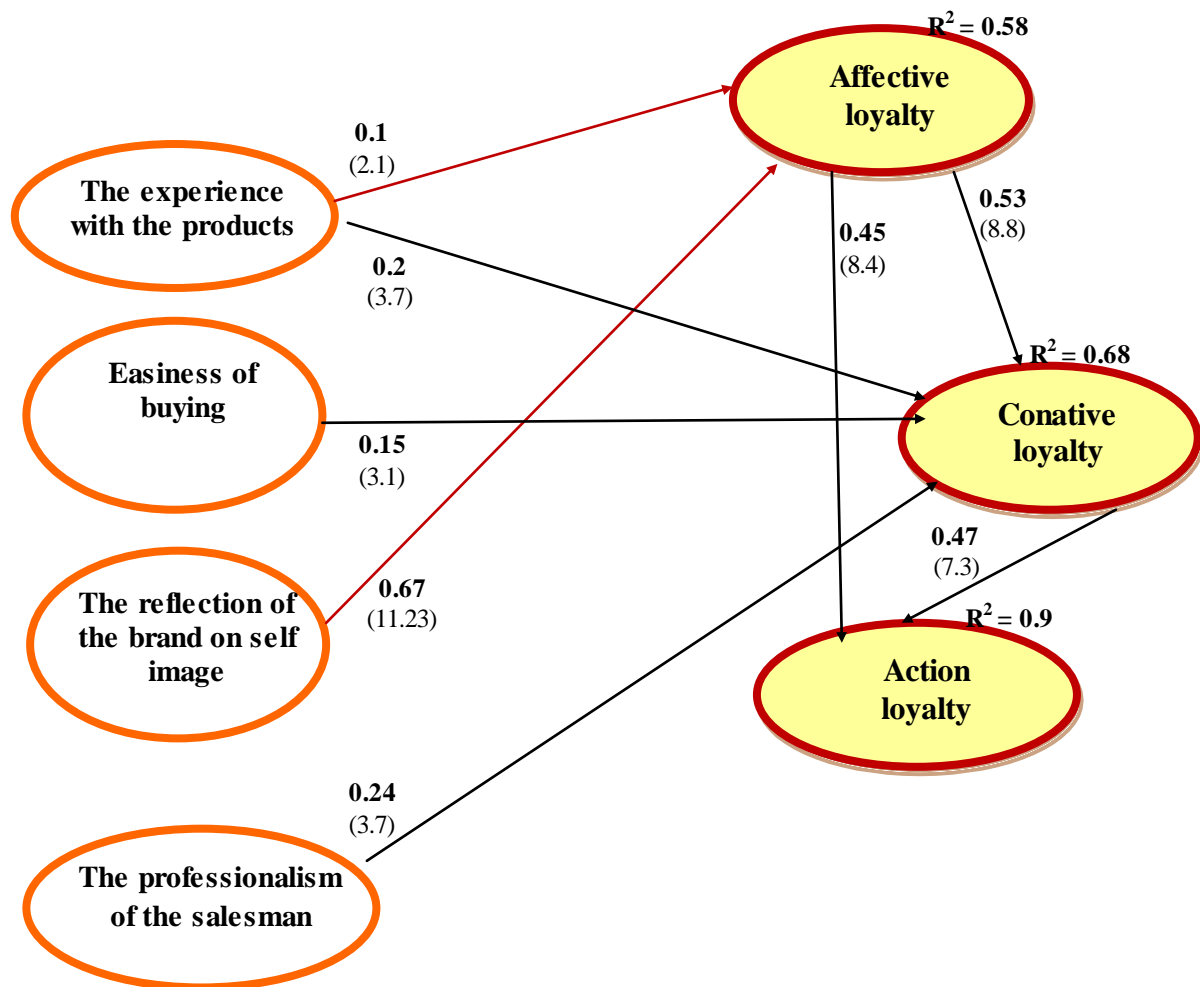 R² = 0.58
Affective
loyalty
0.1
(2.1)
The experience
with the products
0.53
(8.8)
0.45
(8.4)
0.2
(3.7)
R² = 0.68
Easiness of
buying
Conative
loyalty
0.15
(3.1)
0.47
(7.3)
0.67
(11.23)
The reflection of
the brand on self
image
R² = 0.9
Action
loyalty
0.24
(3.7)
The professionalism
of the salesman